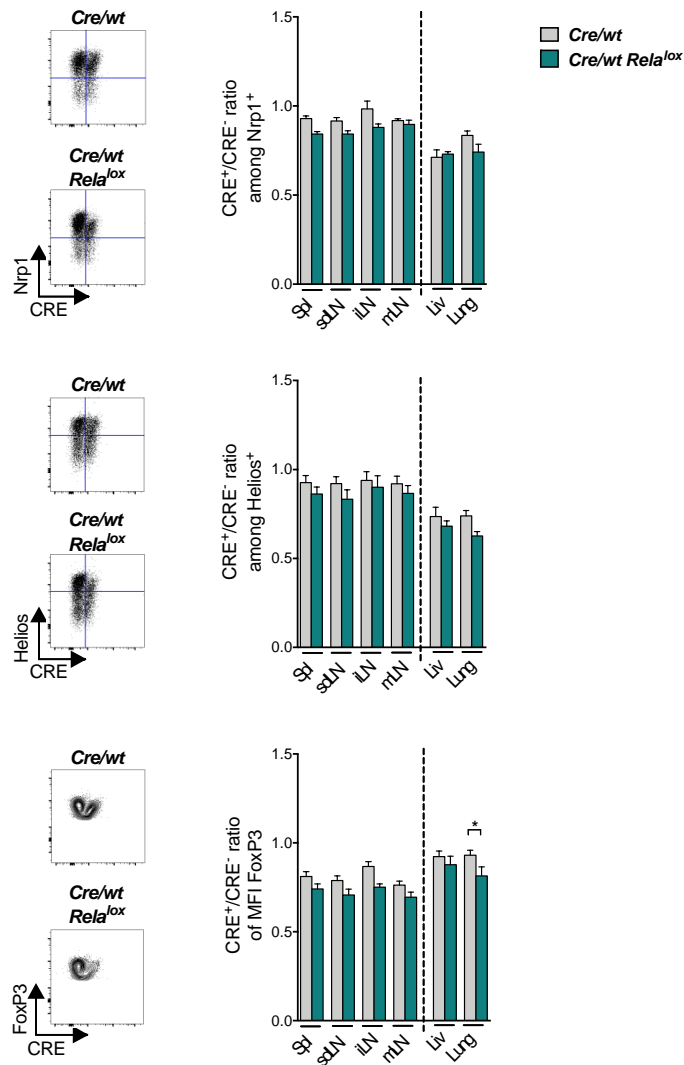 Cre/wt
Cre/wt
Rela^lox
Nrp1
CRE
CRE+/CRE- ratio
among Nrp1+
1.5
1.0
0.5
0.0
Spl
sdLN
iLN
mLN
Liv
Lung
Cre/wt
Cre/wt Rela^lox
Cre/wt
Cre/wt
Rela^lox
Helios
CRE
CRE+/CRE- ratio
among Helios+
1.5
1.0
0.5
0.0
Spl
sdLN
iLN
mLN
Liv
Lung
Cre/wt
Cre/wt
Rela^lox
FoxP3
CRE
CRE+/CRE- ratio
of MFI FoxP3
1.5
1.0
0.5
0.0
*
Spl
sdLN
iLN
mLN
Liv
Lung